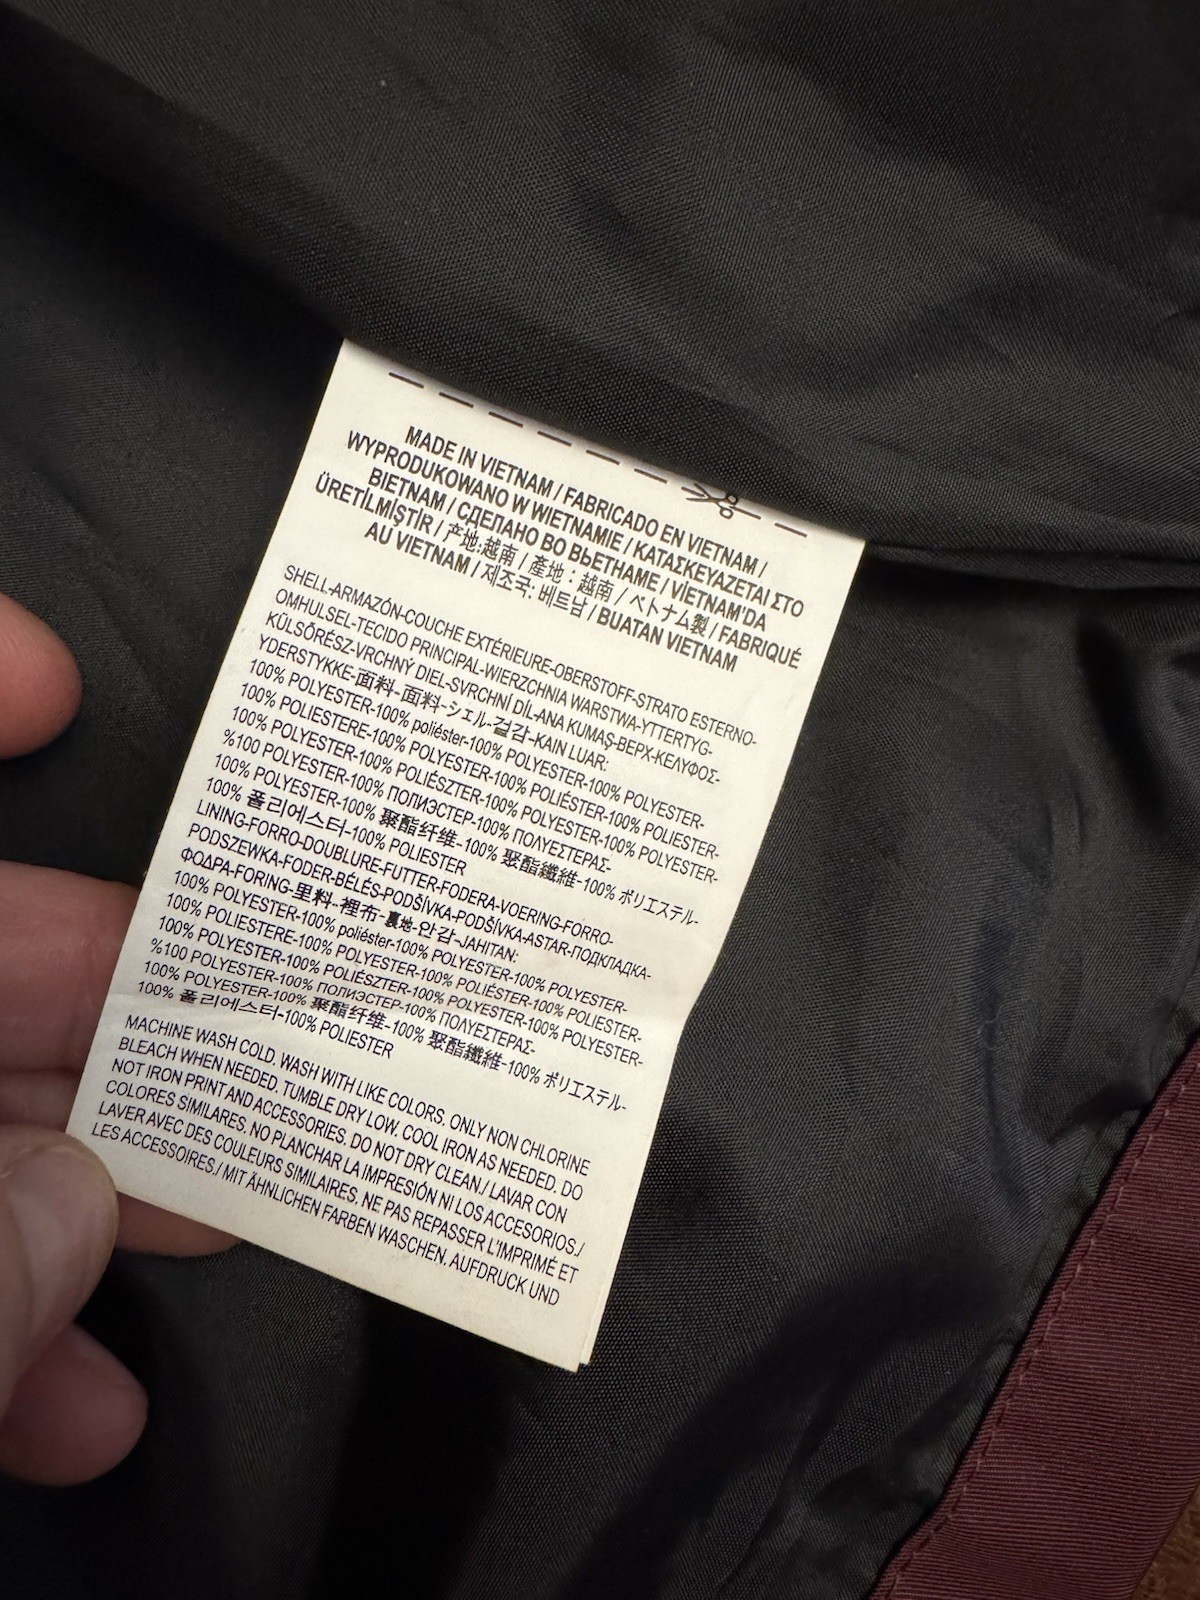 MADE IN VIETNAM / FABRICADO EN VIETNAM /
WYPRODUKOWANO W WIETNAMIE / ΚΑΤΑΣΚΕΥΑΖΕΤΑΙ ΣΤΟ
ΒΙΕΤΝΑΜ / СДЕЛАНО ВО ВЬЕТНАМЕ / VİETNAM'DA
ÜRETİLMİŞTİR / 产地:越南 / 產地：越南 / ベトナム製 / FABRIQUÉ
AU VIETNAM / 제조국: 베트남 / BUATAN VIETNAM
SHELL-ARMAZÓN-COUCHE EXTÉRIEURE-OBERSTOFF-STRATO ESTERNO-
OMHULSEL-TECIDO PRINCIPAL-WIERZCHNIA WARSTWA-YTTERTYG-
KÜLSŐRÉSZ-VRCHNÝ DIEL-SVRCHNÍ DÍL-ANA KUMAŞ-ВЕРХ-ΚΕΛΥΦΟΣ-
YDERSTYKKE-面料-面料-シェル-겉감-KAIN LUAR:
100% POLYESTER-100% poliéster-100% POLYESTER-100% POLYESTER-
100% POLIESTERE-100% POLYESTER-100% POLIÉSTER-100% POLIESTER-
100% POLYESTER-100% POLIÉSZTER-100% POLYESTER-100% POLYESTER-
%100 POLYESTER-100% ПОЛИЭСТЕР-100% ΠΟΛΥΕΣΤΕΡΑΣ-
100% POLYESTER-100% 聚酯纤维-100% 聚酯纖維-100% ポリエステル-
100% 폴리에스터-100% POLIESTER
LINING-FORRO-DOUBLURE-FUTTER-FODERA-VOERING-FORRO-
PODSZEWKA-FODER-BÉLÉS-PODŠÍVKA-PODŠÍVKA-ASTAR-ПОДКЛАДКА-
ΦΟΔΡΑ-FORING-里料-裡布-裏地-안감-JAHITAN:
100% POLYESTER-100% poliéster-100% POLYESTER-100% POLYESTER-
100% POLIESTERE-100% POLYESTER-100% POLIÉSTER-100% POLIESTER-
100% POLYESTER-100% POLIÉSZTER-100% POLYESTER-100% POLYESTER-
%100 POLYESTER-100% ПОЛИЭСТЕР-100% ΠΟΛΥΕΣΤΕΡΑΣ-
100% POLYESTER-100% 聚酯纤维-100% 聚酯纖維-100% ポリエステル-
100% 폴리에스터-100% POLIESTER
MACHINE WASH COLD. WASH WITH LIKE COLORS. ONLY NON CHLORINE
BLEACH WHEN NEEDED. TUMBLE DRY LOW. COOL IRON AS NEEDED. DO
NOT IRON PRINT AND ACCESSORIES. DO NOT DRY CLEAN./ LAVAR CON
COLORES SIMILARES. NO PLANCHAR LA IMPRESIÓN NI LOS ACCESORIOS./
LAVER AVEC DES COULEURS SIMILAIRES. NE PAS REPASSER L'IMPRIMÉ ET
LES ACCESSOIRES./ MIT ÄHNLICHEN FARBEN WASCHEN. AUFDRUCK UND